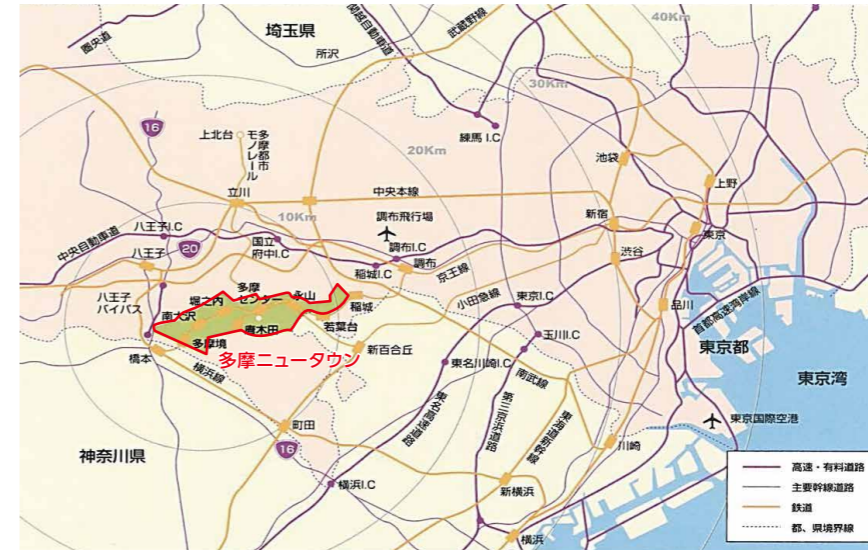 埼玉県
圏央道
所沢
関越自動車道
武蔵野線
40Km
30Km
20Km
10Km
16
上北台
多摩都市
モノレール
立川
中央本線
練馬 I.C
池袋
上野
新宿
東京
渋谷
品川
首都高速湾岸線
東京都
東京湾
東京国際空港
中央自動車道
八王子I.C
八王子
20
国立
府中I.C
調布飛行場
調布I.C
稲城I.C
調布
京王線
小田急線
東京I.C
玉川I.C
八王子
バイパス
南大沢
堀之内
多摩
センター
永山
稲城
若葉台
唐木田
多摩境
多摩ニュータウン
橋本
横浜線
新百合丘
東名川崎I.C
南武線
東名高速道路
第三京浜道路
東海道新幹線
川崎
町田
16
神奈川県
横浜I.C
新横浜
横浜
高速・有料道路
主要幹線道路
鉄道
都、県境界線